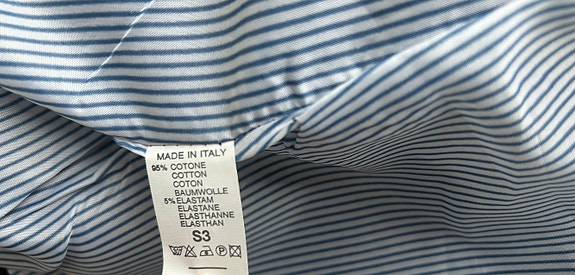 MADE IN ITALY
95% COTONE
COTTON
COTON
BAUMWOLLE
5% ELASTAM
ELASTANE
ELASTHANNE
ELASTHAN
S3